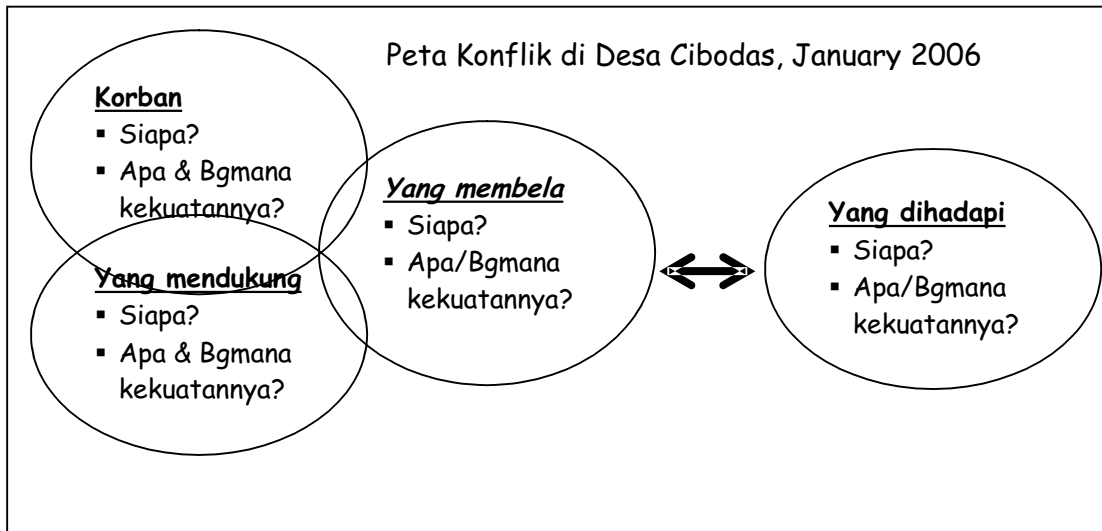 Peta Konflik di Desa Cibodas, January 2006
Korban
▪ Siapa?
▪ Apa & Bgmana
kekuatannya?
Yang mendukung
▪ Siapa?
▪ Apa & Bgmana
kekuatannya?
Yang membela
▪ Siapa?
▪ Apa/Bgmana
kekuatannya?
Yang dihadapi
▪ Siapa?
▪ Apa/Bgmana
kekuatannya?